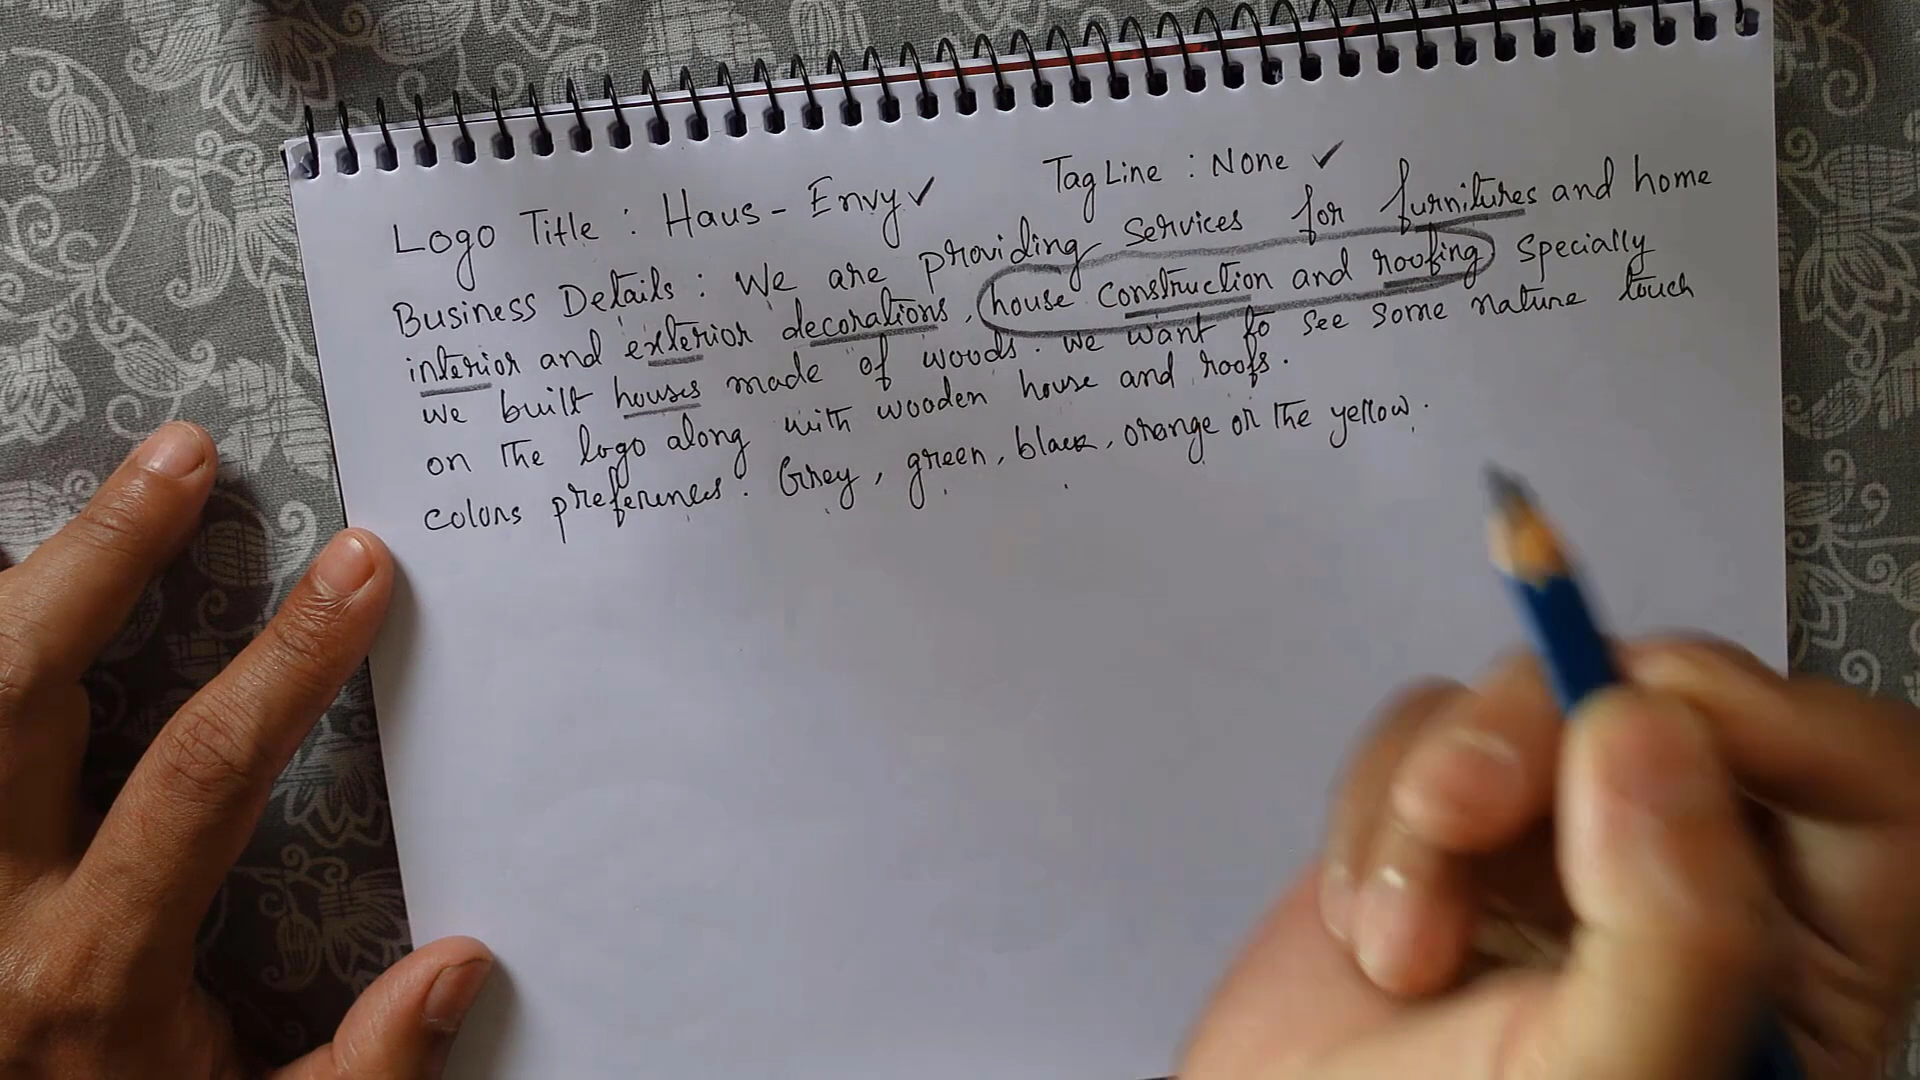 Logo Title : Haus - Envy ✓ Tag Line : None ✓
Business Details : We are providing services for furnitures and home
interior and exterior decorations, house construction and roofing specially
we built houses made of woods. we want to see some nature touch
on the logo along with wooden house and roofs.
colors preferences. Grey, green, black, orange or the yellow.